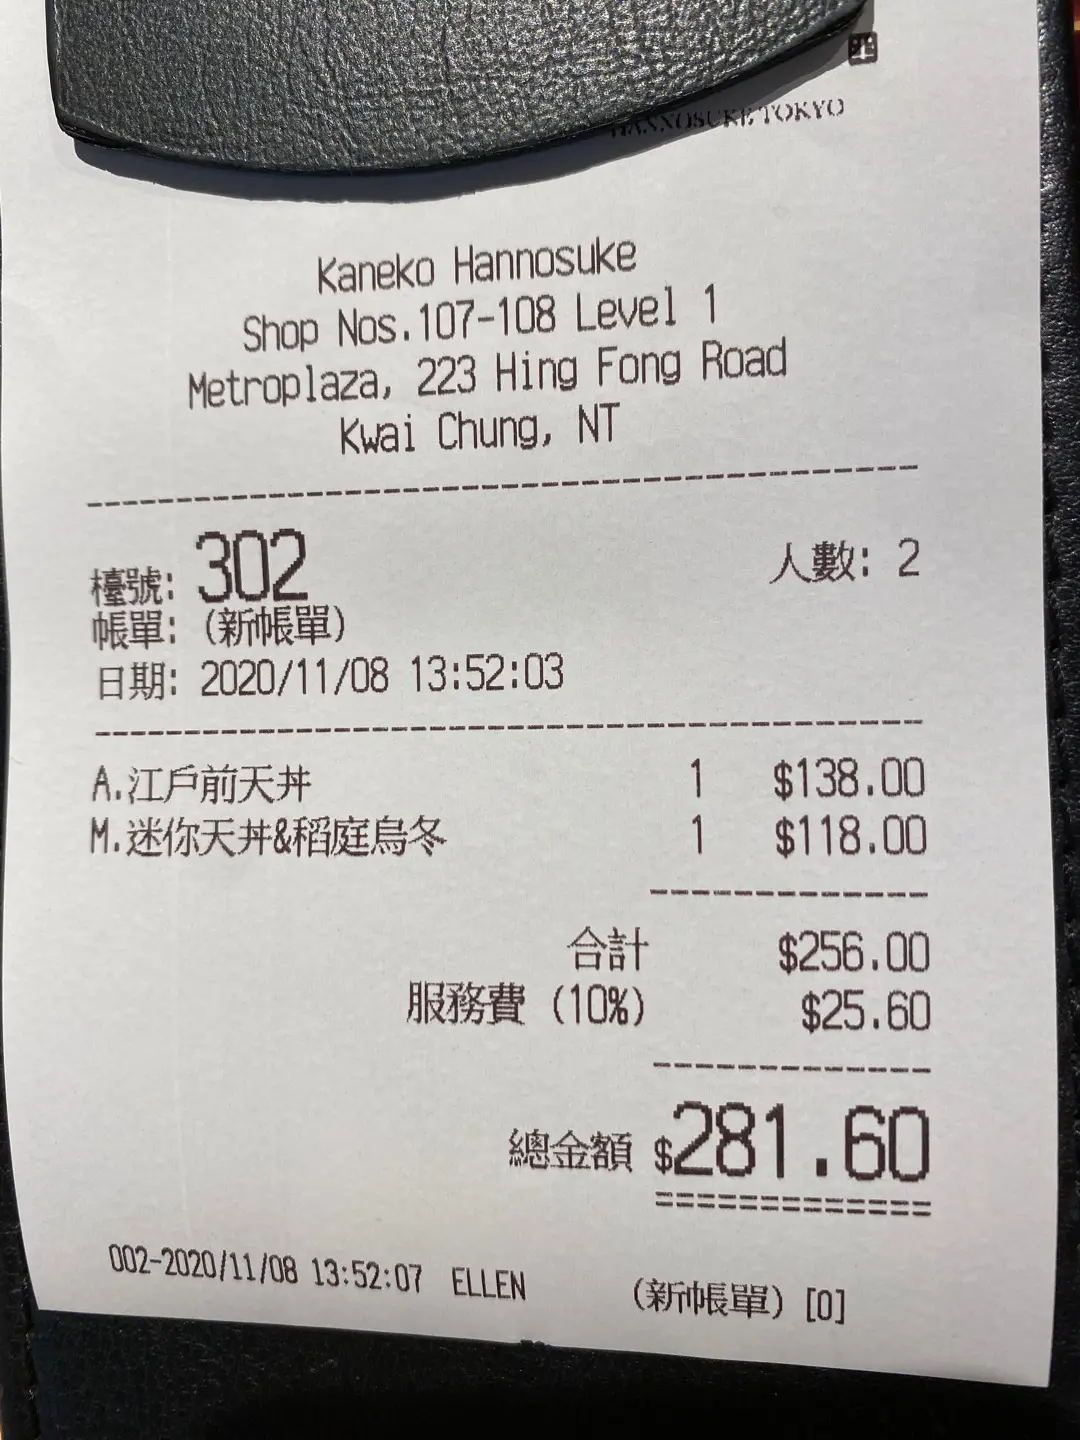 HANNOSUKE TOKYO
Kaneko Hannosuke
Shop Nos.107-108 Level 1
Metroplaza, 223 Hing Fong Road
Kwai Chung, NT
檯號: 302 人數: 2
帳單: (新帳單)
日期: 2020/11/08 13:52:03
A.江戶前天丼 1 $138.00
M.迷你天丼&稻庭烏冬 1 $118.00
合計 $256.00
服務費 (10%) $25.60
總金額 $281.60
002-2020/11/08 13:52:07 ELLEN (新帳單) [0]